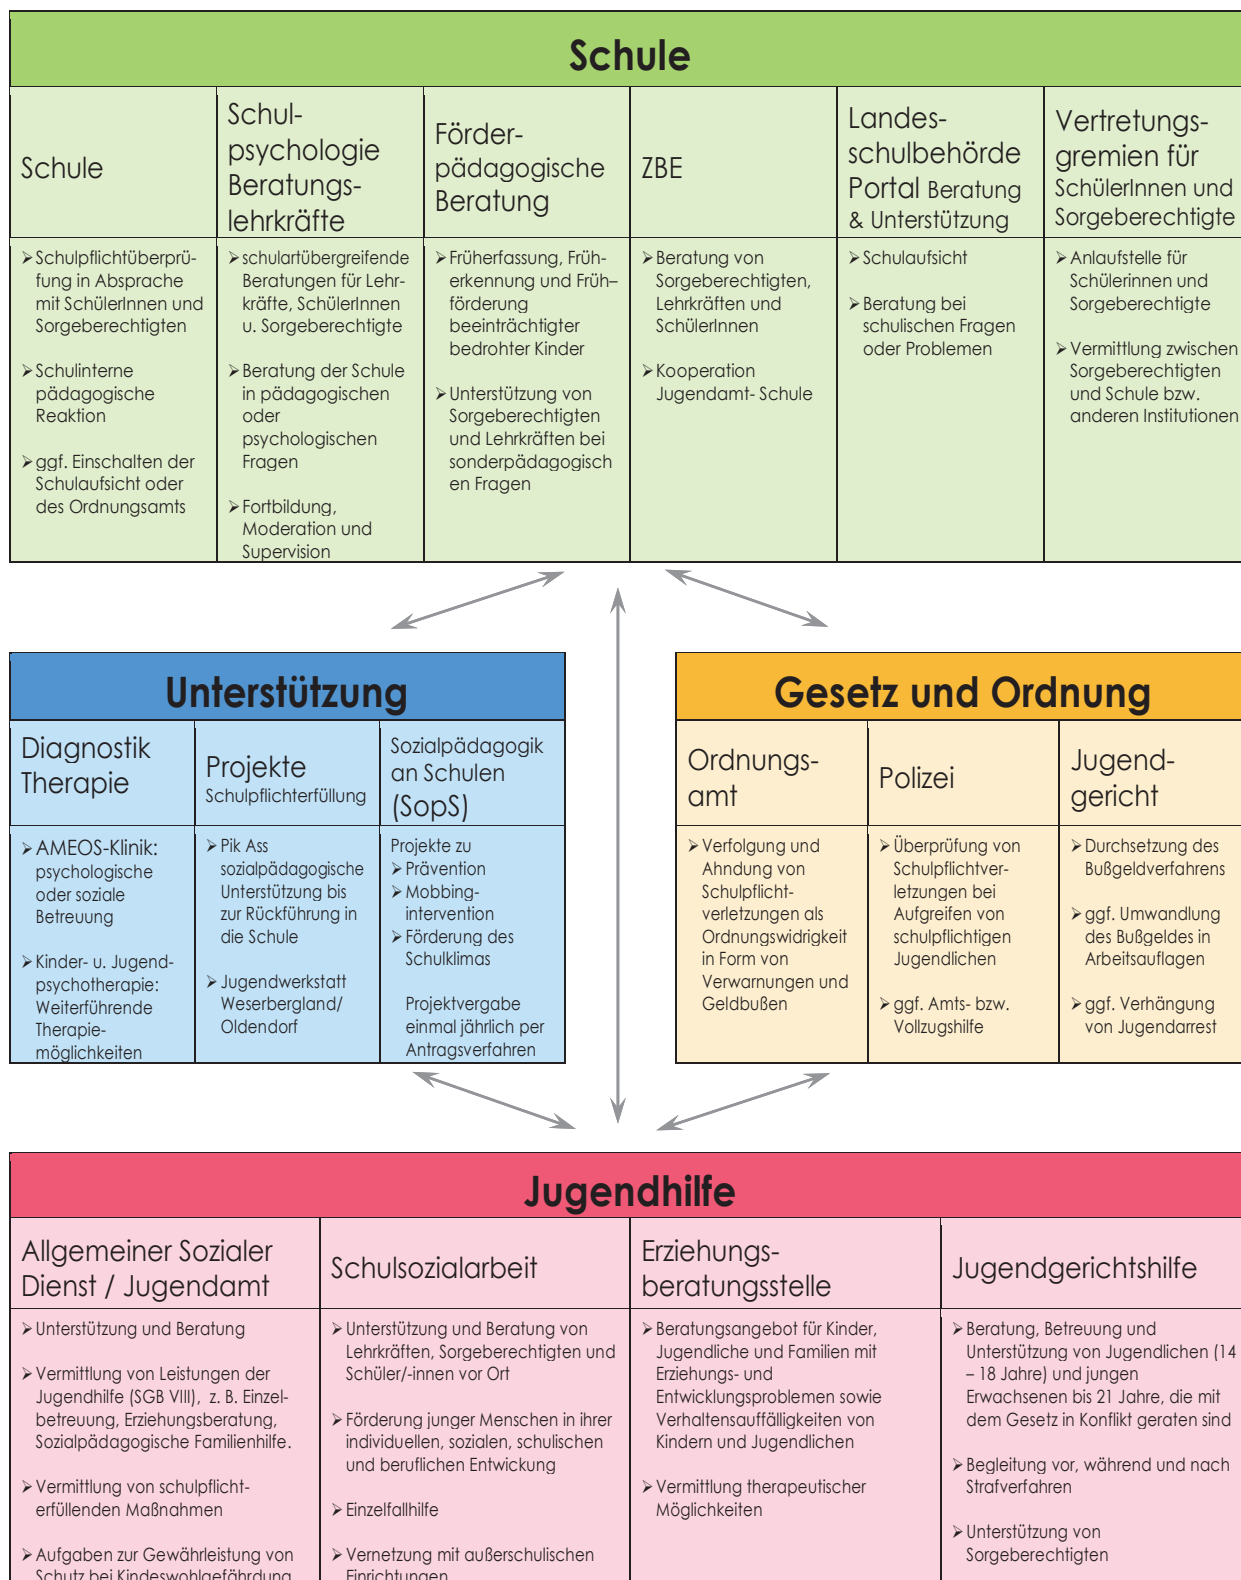 Schule
Schule
Schul-
psychologie
Beratungs-
lehrkräfte
Förder-
pädagogische
Beratung
ZBE
Landes-
schulbehörde
Portal Beratung
& Unterstützung
Vertretungs-
gremien für
SchülerInnen und
Sorgeberechtigte
➢Schulpflichtüberprü-
fung in Absprache
mit SchülerInnen und
Sorgeberechtigten
➢Schulinterne
pädagogische
Reaktion
➢ggf. Einschalten der
Schulaufsicht oder
des Ordnungsamts
➢schulartübergreifende
Beratungen für Lehr-
kräfte, SchülerInnen
u. Sorgeberechtigte
➢Beratung der Schule
in pädagogischen
oder
psychologischen
Fragen
➢Fortbildung,
Moderation und
Supervision
➢Früherfassung, Früh-
erkennung und Früh–
förderung
beeinträchtigter
bedrohter Kinder
➢Unterstützung von
Sorgeberechtigten
und Lehrkräften bei
sonderpädagogisch
en Fragen
➢Beratung von
Sorgeberechtigten,
Lehrkräften und
SchülerInnen
➢Kooperation
Jugendamt- Schule
➢Schulaufsicht
➢Beratung bei
schulischen Fragen
oder Problemen
➢Anlaufstelle für
Schülerinnen und
Sorgeberechtigte
➢Vermittlung zwischen
Sorgeberechtigten
und Schule bzw.
anderen Institutionen
Unterstützung
Diagnostik
Therapie
Projekte
Schulpflichterfüllung
Sozialpädagogik
an Schulen
(SopS)
➢AMEOS-Klinik:
psychologische
oder soziale
Betreuung
➢Kinder- u. Jugend-
psychotherapie:
Weiterführende
Therapie-
möglichkeiten
➢Pik Ass
sozialpädagogische
Unterstützung bis
zur Rückführung in
die Schule
➢Jugendwerkstatt
Weserbergland/
Oldendorf
Projekte zu
➢Prävention
➢Mobbing-
intervention
➢Förderung des
Schulklimas
Projektvergabe
einmal jährlich per
Antragsverfahren
Gesetz und Ordnung
Ordnungs-
amt
Polizei
Jugend-
gericht
➢Verfolgung und
Ahndung von
Schulpflicht-
verletzungen als
Ordnungswidrigkeit
in Form von
Verwarnungen und
Geldbußen
➢Überprüfung von
Schulpflichtver-
letzungen bei
Aufgreifen von
schulpflichtigen
Jugendlichen
➢ggf. Amts- bzw.
Vollzugshilfe
➢Durchsetzung des
Bußgeldverfahrens
➢ggf. Umwandlung
des Bußgeldes in
Arbeitsauflagen
➢ggf. Verhängung
von Jugendarrest
Jugendhilfe
Allgemeiner Sozialer
Dienst / Jugendamt
Schulsozialarbeit
Erziehungs-
beratungsstelle
Jugendgerichtshilfe
➢Unterstützung und Beratung
➢Vermittlung von Leistungen der
Jugendhilfe (SGB VIII), z. B. Einzel-
betreuung, Erziehungsberatung,
Sozialpädagogische Familienhilfe.
➢Vermittlung von schulpflicht-
erfüllenden Maßnahmen
➢Aufgaben zur Gewährleistung von
Schutz bei Kindeswohlgefährdung
➢Unterstützung und Beratung von
Lehrkräften, Sorgeberechtigten und
Schüler/-innen vor Ort
➢Förderung junger Menschen in ihrer
individuellen, sozialen, schulischen
und beruflichen Entwickung
➢Einzelfallhilfe
➢Vernetzung mit außerschulischen
Einrichtungen
➢Beratungsangebot für Kinder,
Jugendliche und Familien mit
Erziehungs- und
Entwicklungsproblemen sowie
Verhaltensauffälligkeiten von
Kindern und Jugendlichen
➢Vermittlung therapeutischer
Möglichkeiten
➢Beratung, Betreuung und
Unterstützung von Jugendlichen (14
– 18 Jahre) und jungen
Erwachsenen bis 21 Jahre, die mit
dem Gesetz in Konflikt geraten sind
➢Begleitung vor, während und nach
Strafverfahren
➢Unterstützung von
Sorgeberechtigten